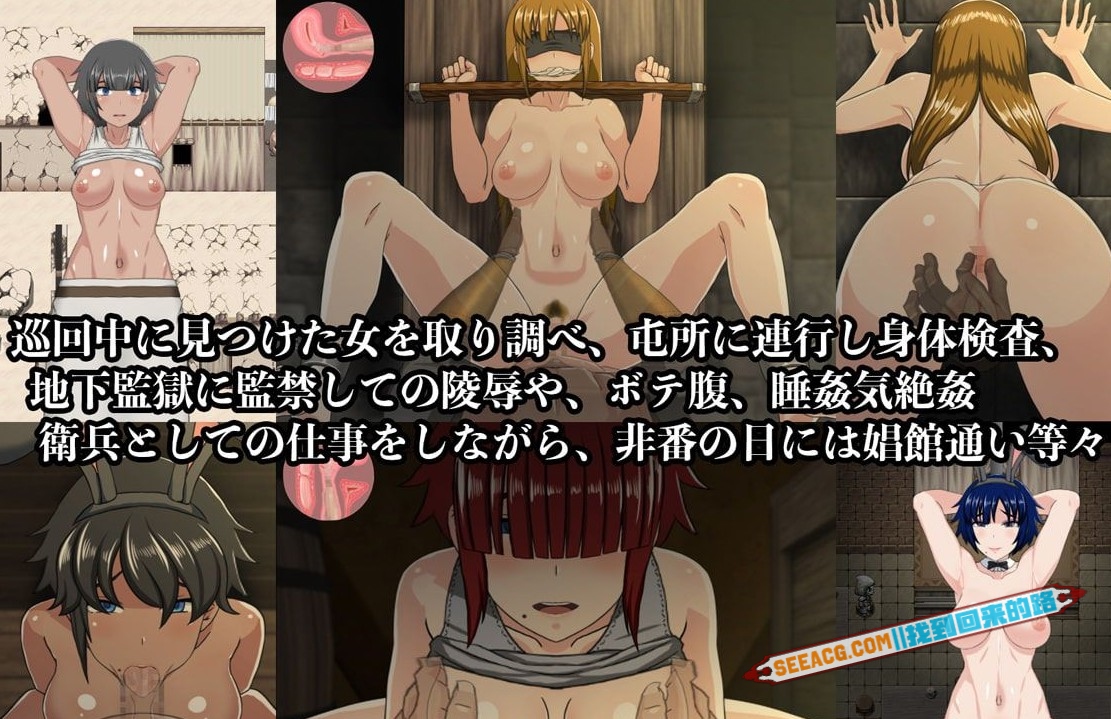 巡回中に見つけた女を取り調べ、屯所に連行し身体検査、
地下監獄に監禁しての陵辱や、ボテ腹、睡姦気絶姦
衛兵としての仕事をしながら、非番の日には娼館通い等々
SEEACG.COM||找到回来的路